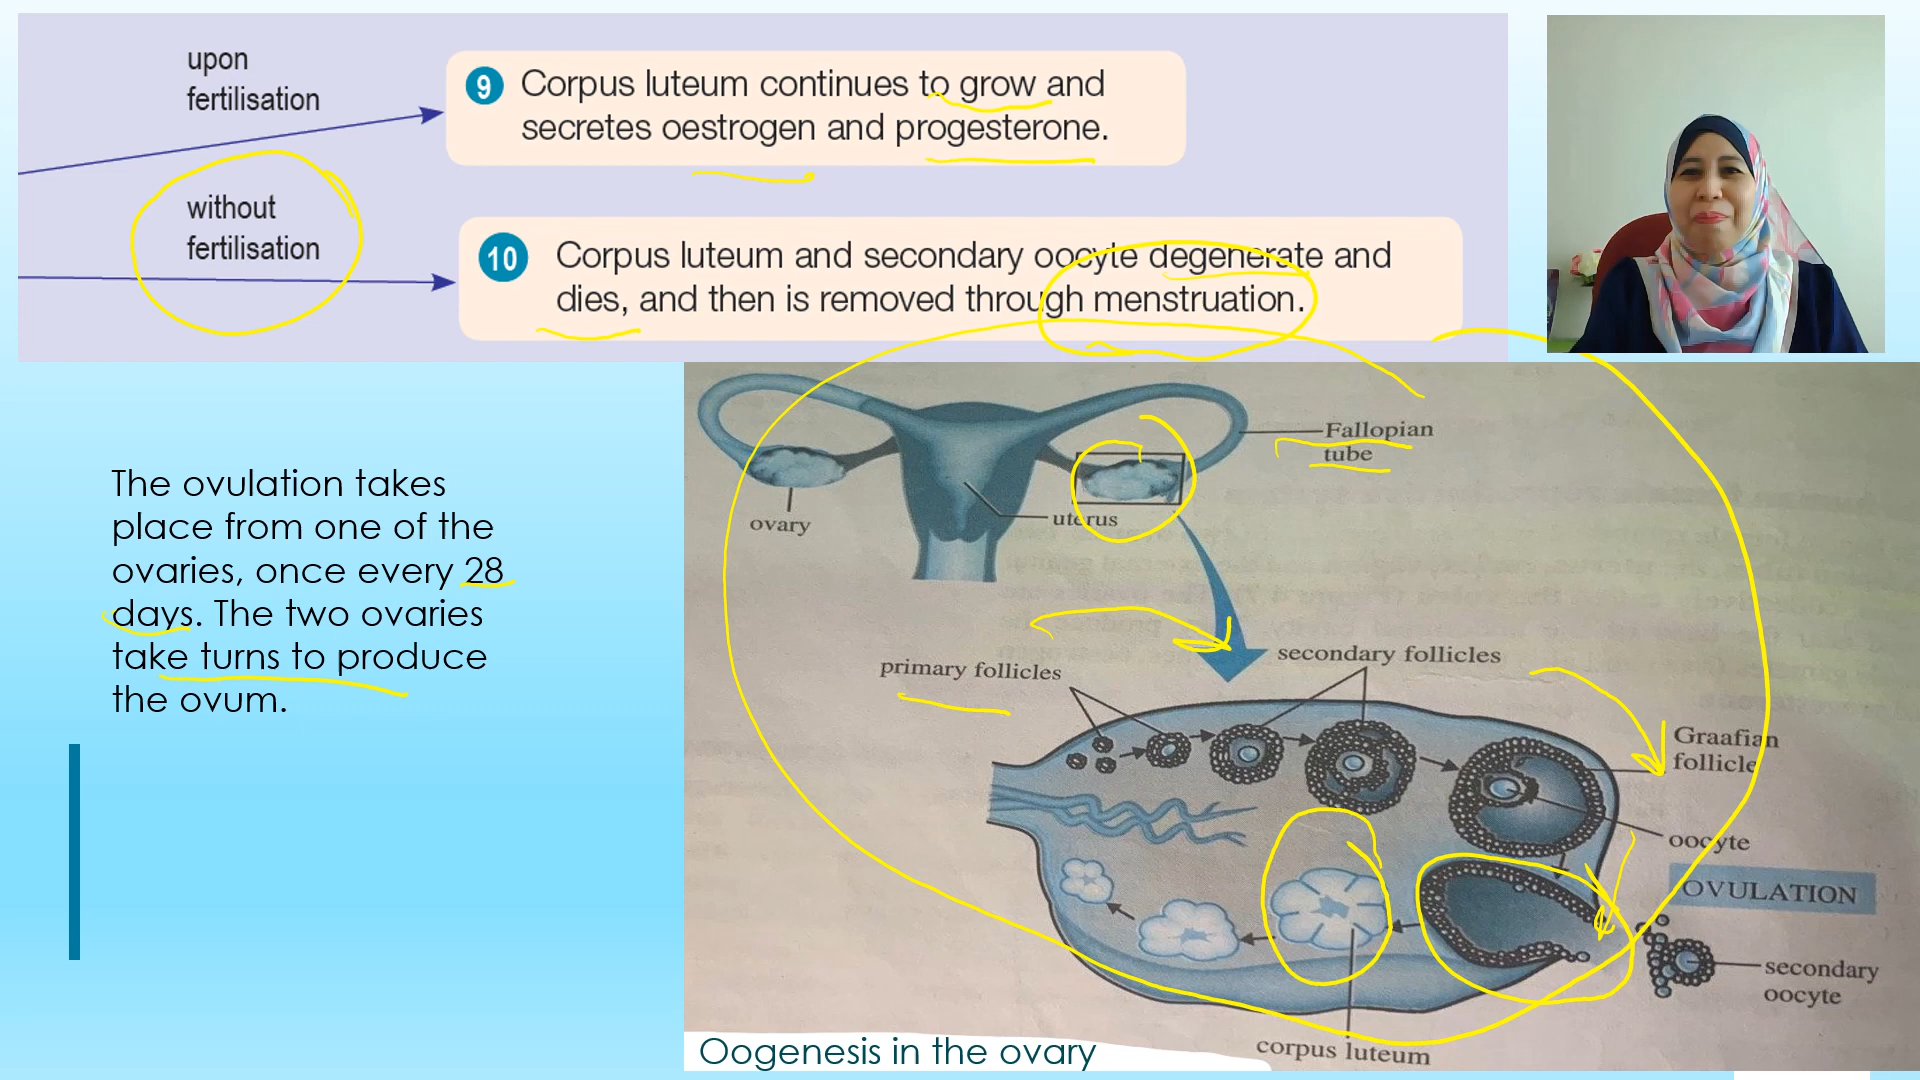 upon
fertilisation
9 Corpus luteum continues to grow and
secretes oestrogen and progesterone.
without
fertilisation
10 Corpus luteum and secondary oocyte degenerate and
dies, and then is removed through menstruation.
The ovulation takes
place from one of the
ovaries, once every 28
days. The two ovaries
take turns to produce
the ovum.
Fallopian
tube
ovary
uterus
primary follicles
secondary follicles
Graafian
follicle
oocyte
OVULATION
secondary
oocyte
corpus luteum
Oogenesis in the ovary